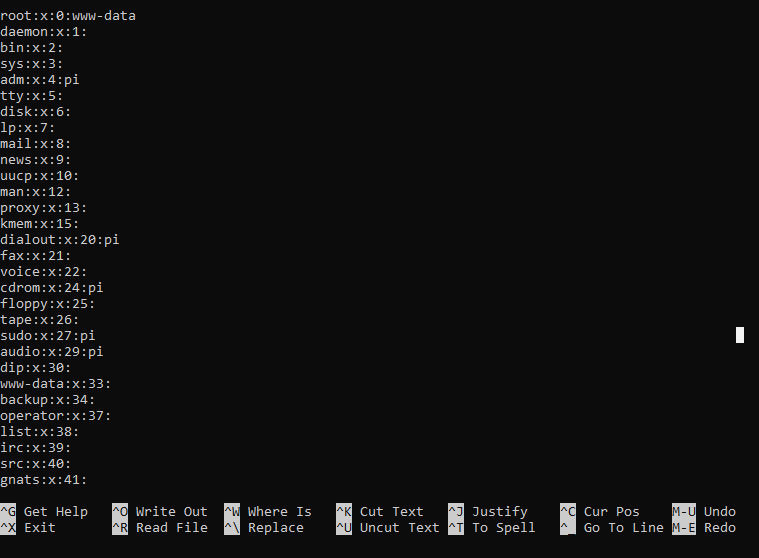 root:x:0:www-data
daemon:x:1:
bin:x:2:
sys:x:3:
adm:x:4:pi
tty:x:5:
disk:x:6:
lp:x:7:
mail:x:8:
news:x:9:
uucp:x:10:
man:x:12:
proxy:x:13:
kmem:x:15:
dialout:x:20:pi
fax:x:21:
voice:x:22:
cdrom:x:24:pi
floppy:x:25:
tape:x:26:
sudo:x:27:pi
audio:x:29:pi
dip:x:30:
www-data:x:33:
backup:x:34:
operator:x:37:
list:x:38:
irc:x:39:
src:x:40:
gnats:x:41:
^G Get Help ^O Write Out ^W Where Is ^K Cut Text ^J Justify ^C Cur Pos M-U Undo
^X Exit ^R Read File ^\ Replace ^U Uncut Text ^T To Spell ^_ Go To Line M-E Redo